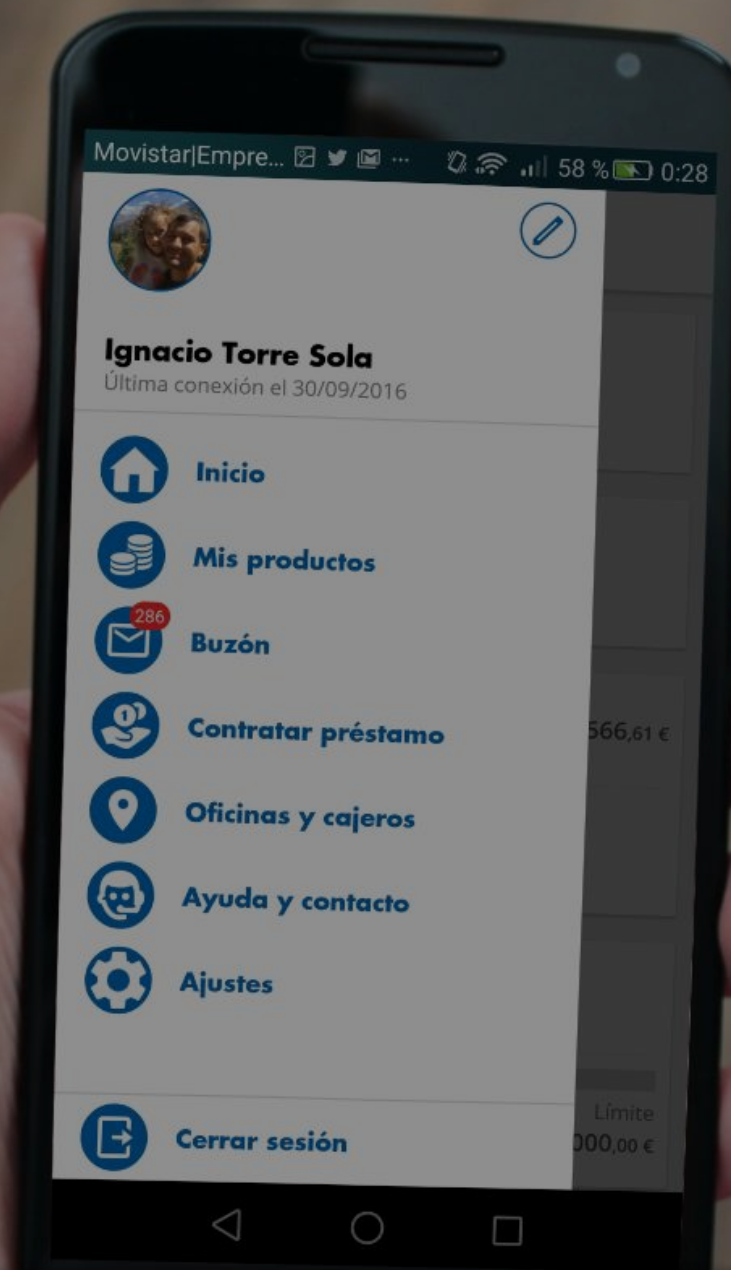 Movistar|Empre... 58 % 0:28
Ignacio Torre Sola
Última conexión el 30/09/2016
Inicio
Mis productos
286
Buzón
Contratar préstamo
566,61 €
Oficinas y cajeros
Ayuda y contacto
Ajustes
Límite
000,00 €
Cerrar sesión